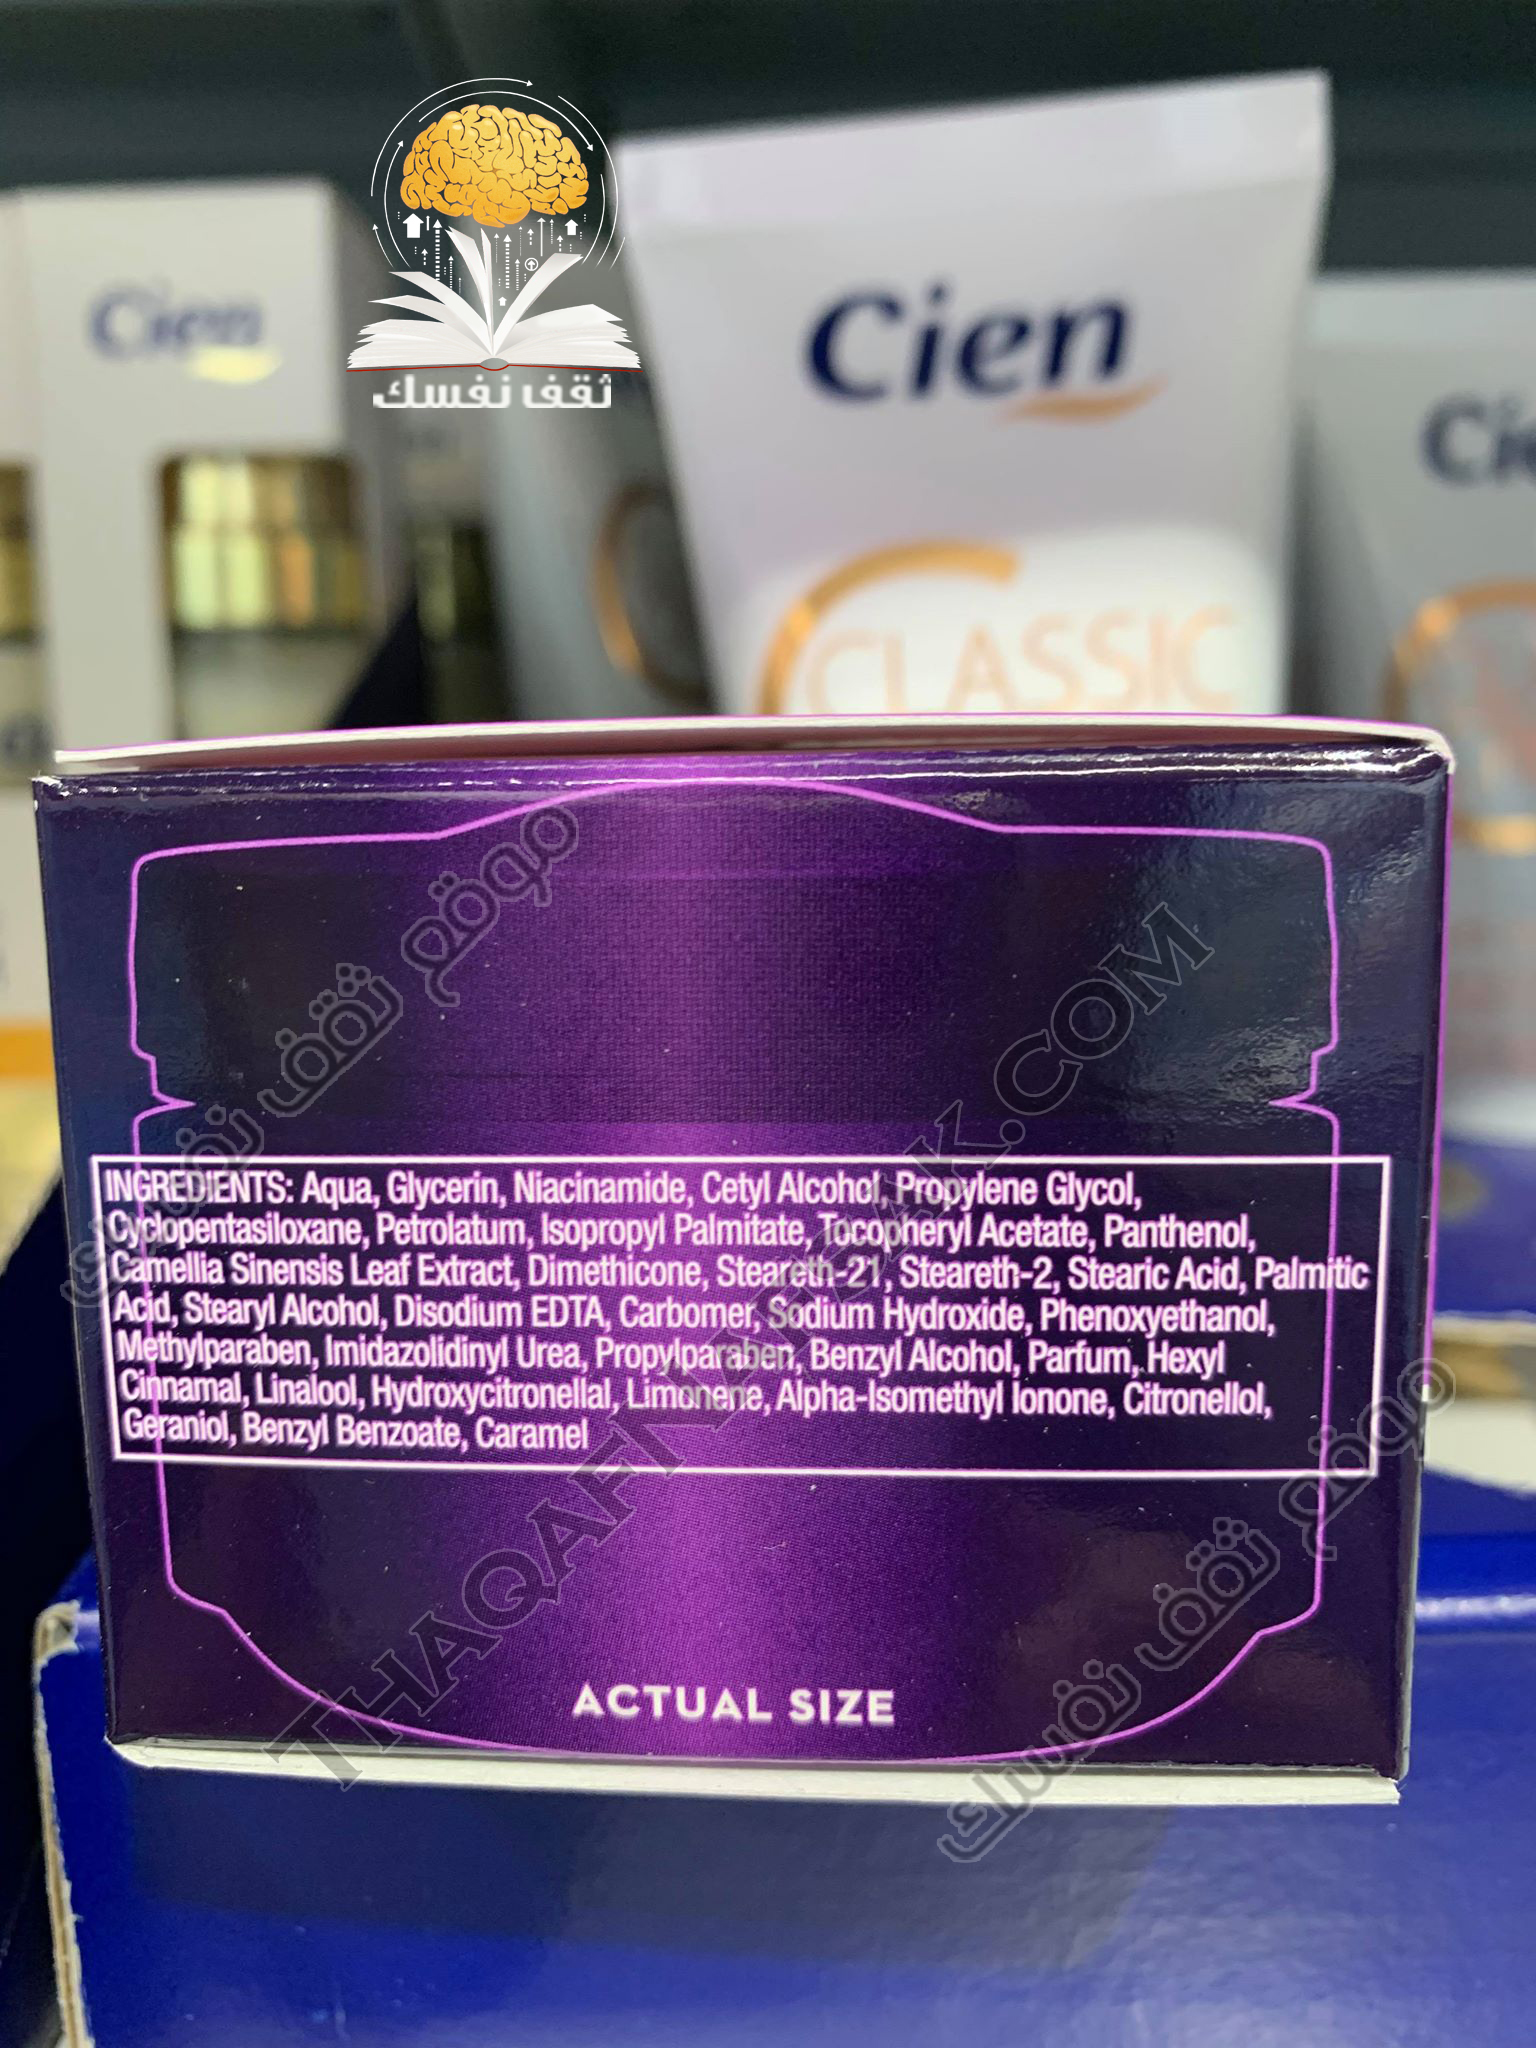 ثقف نفسك
Cien
Cien
Cie
CLASSIC
موقع ثقف نفسك
THAQAFNAFSAK.COM
INGREDIENTS: Aqua, Glycerin, Niacinamide, Cetyl Alcohol, Propylene Glycol,
Cyclopentasiloxane, Petrolatum, Isopropyl Palmitate, Tocopheryl Acetate, Panthenol,
Camellia Sinensis Leaf Extract, Dimethicone, Steareth-21, Steareth-2, Stearic Acid, Palmitic
Acid, Stearyl Alcohol, Disodium EDTA, Carbomer, Sodium Hydroxide, Phenoxyethanol,
Methylparaben, Imidazolidinyl Urea, Propylparaben, Benzyl Alcohol, Parfum, Hexyl
Cinnamal, Linalool, Hydroxycitronellal, Limonene, Alpha-Isomethyl Ionone, Citronellol,
Geraniol, Benzyl Benzoate, Caramel
موقع ثقف نفسك
ACTUAL SIZE